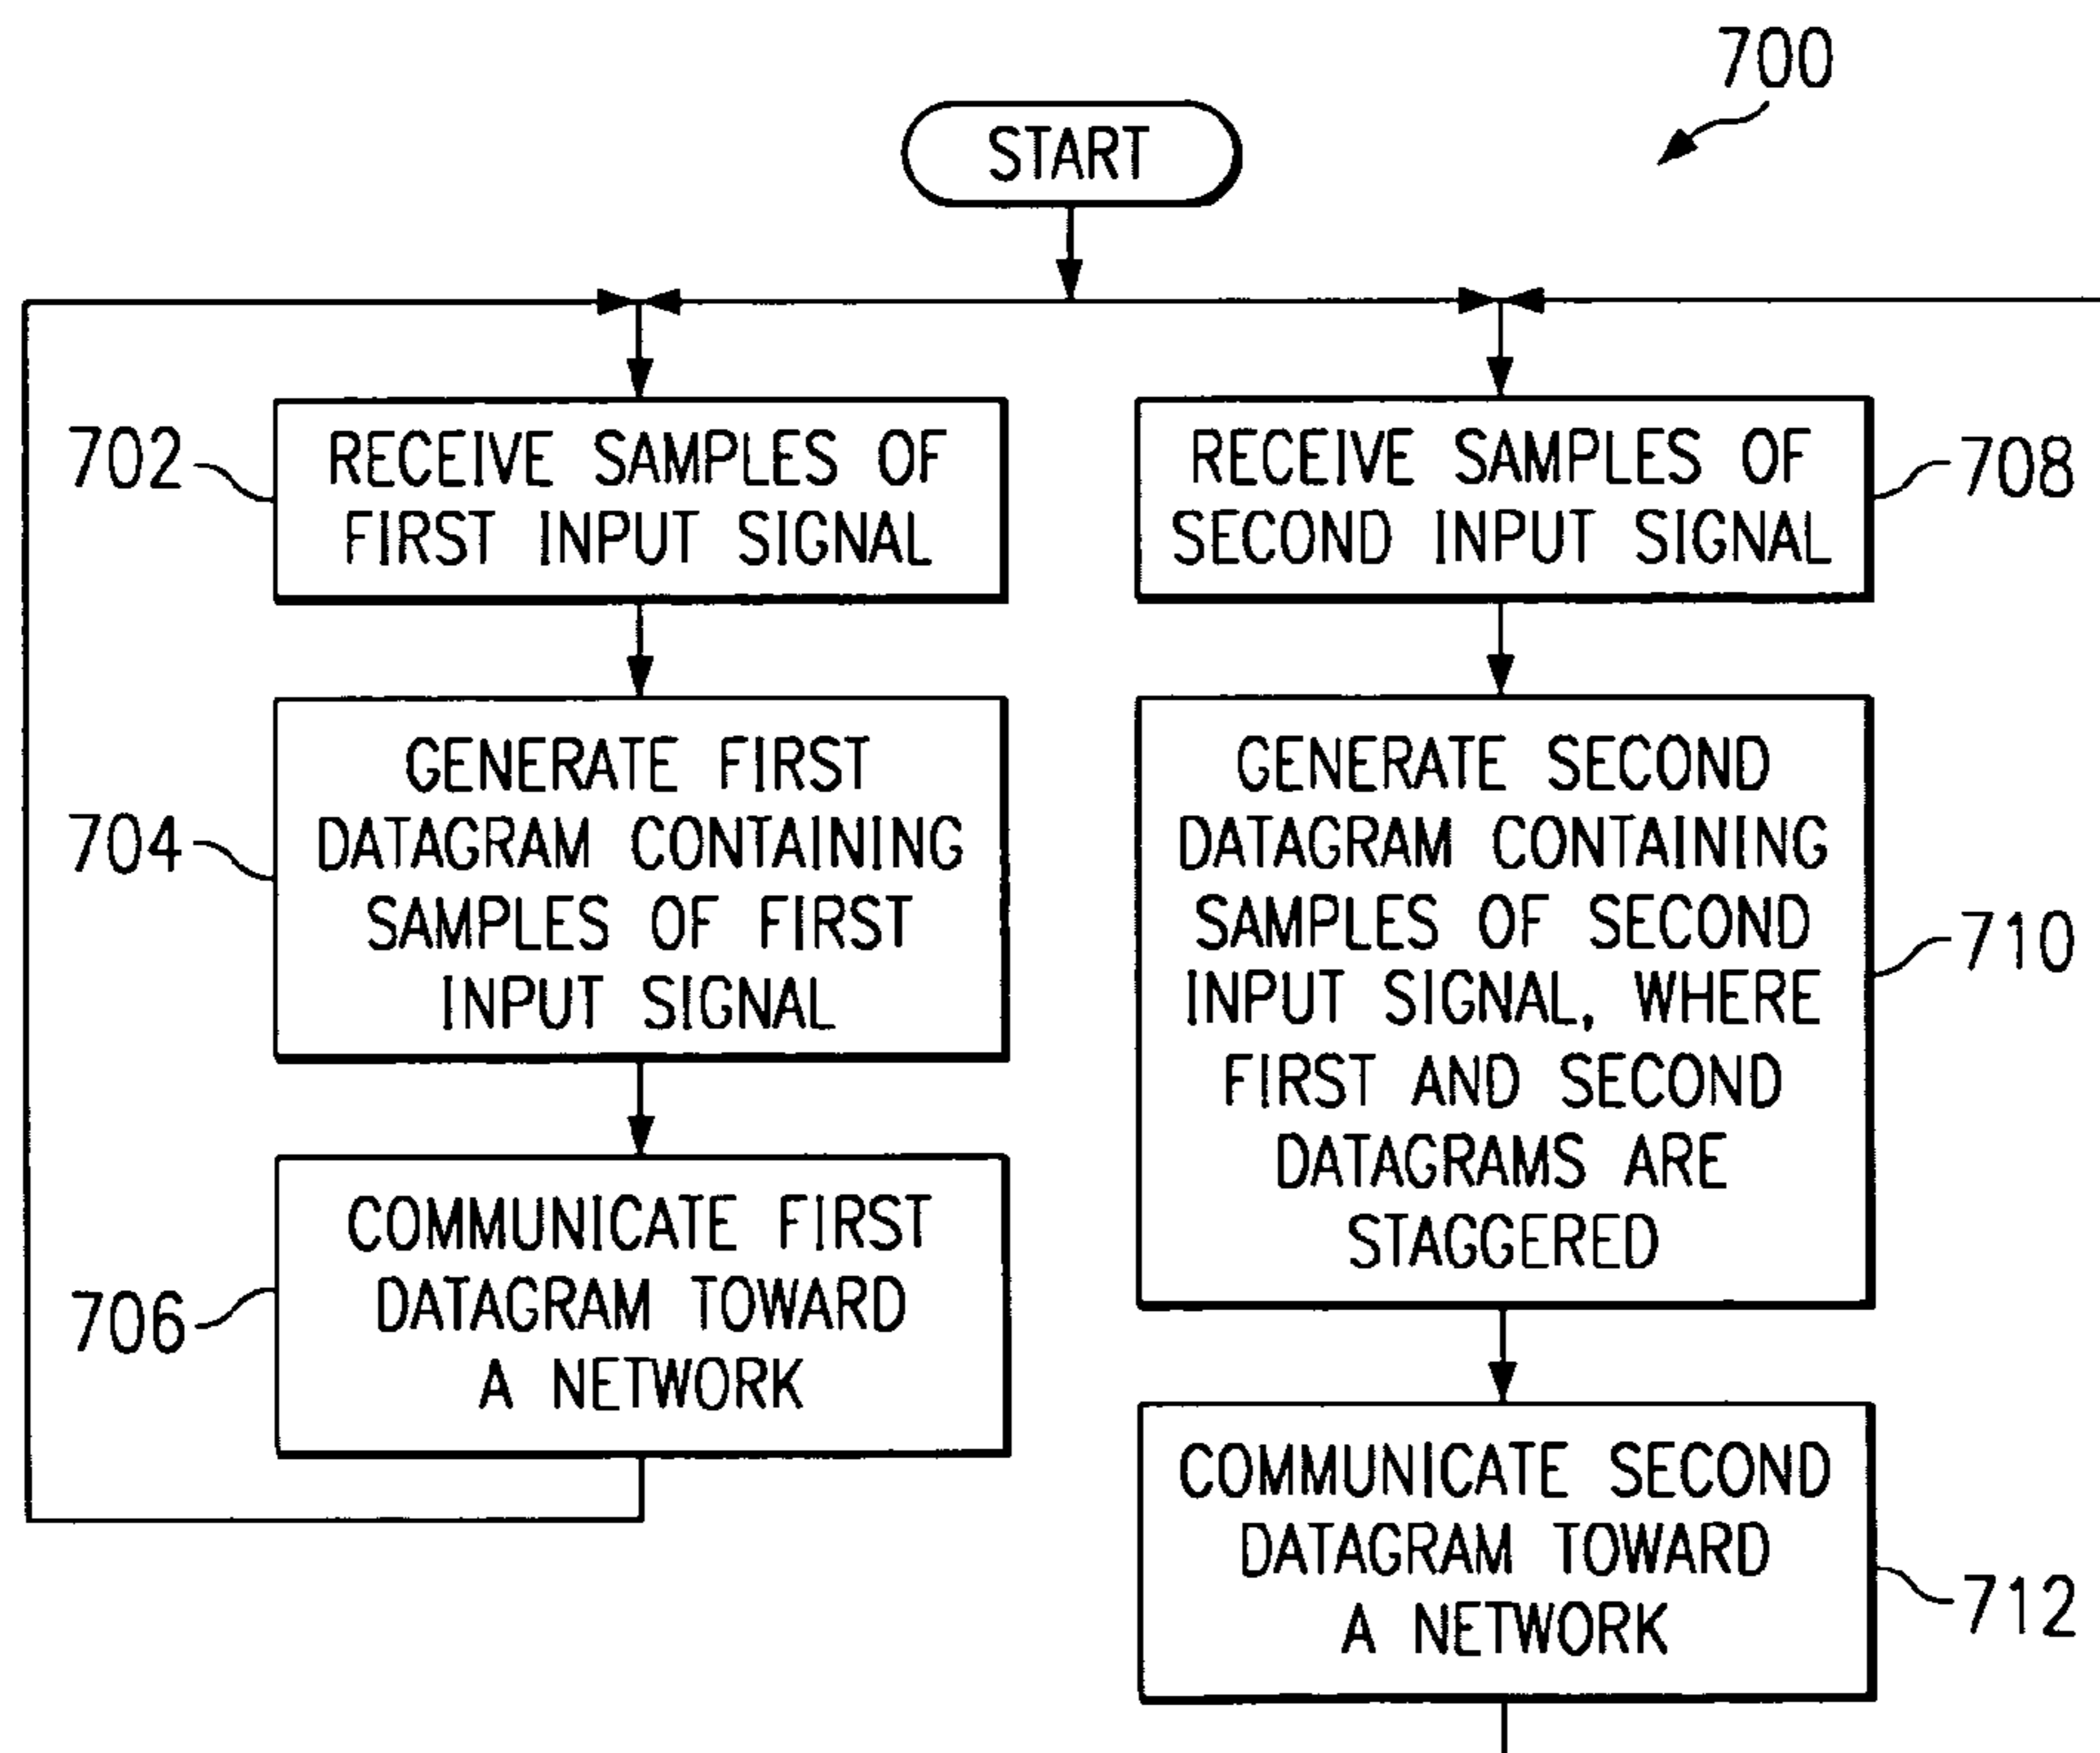 700
START
702
RECEIVE SAMPLES OF
FIRST INPUT SIGNAL
704
GENERATE FIRST
DATAGRAM CONTAINING
SAMPLES OF FIRST
INPUT SIGNAL
706
COMMUNICATE FIRST
DATAGRAM TOWARD
A NETWORK
RECEIVE SAMPLES OF
SECOND INPUT SIGNAL
708
GENERATE SECOND
DATAGRAM CONTAINING
SAMPLES OF SECOND
INPUT SIGNAL, WHERE
FIRST AND SECOND
DATAGRAMS ARE
STAGGERED
710
COMMUNICATE SECOND
DATAGRAM TOWARD
A NETWORK
712